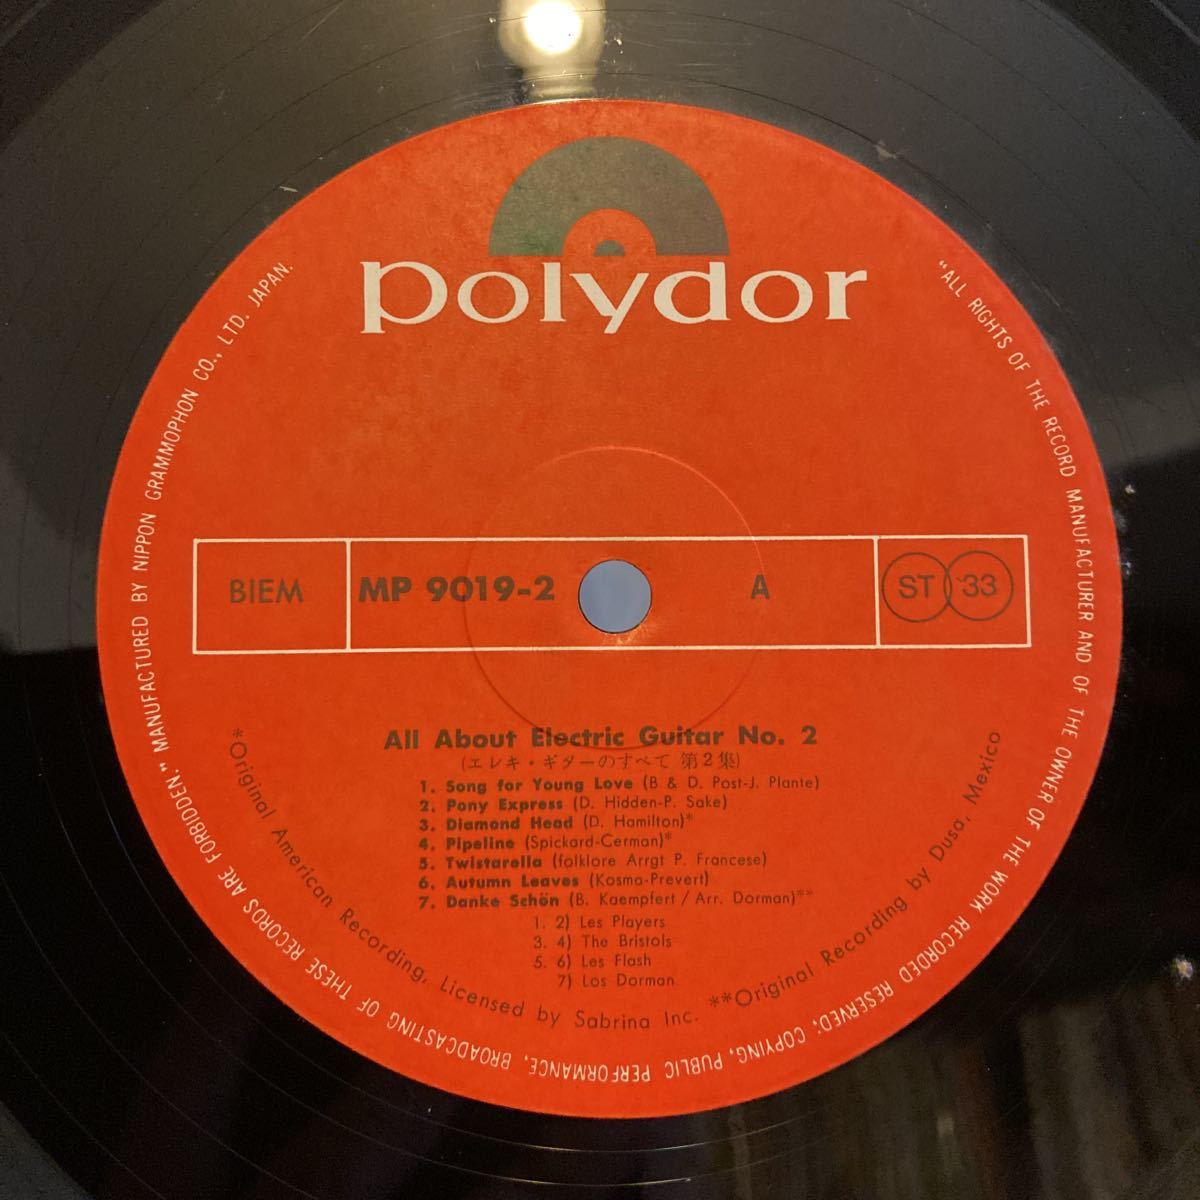 polydor
BIEM
MP 9019-2
A
ST 33
All About Electric Guitar No. 2
(エレキ・ギターのすべて 第2集)
1. Song for Young Love (B & D. Post-J. Plante)
2. Pony Express (D. Hidden-P. Sake)
3. Diamond Head (D. Hamilton)*
4. Pipeline (Spickard-Cerman)*
5. Twistarella (folklore Arrgt P. Francese)
6. Autumn Leaves (Kosma-Prevert)
7. Danke Schön (B. Kaempfert / Arr. Dorman)**
1. 2) Les Players
3. 4) The Bristols
5. 6) Les Flash
7) Los Dorman
*Original American Recording, Licensed by Sabrina Inc.
**Original Recording by Dusa, Mexico
"ALL RIGHTS OF THE RECORD MANUFACTURER AND OF THE OWNER OF THE WORK RECORDED RESERVED; COPYING, PUBLIC PERFORMANCE, BROADCASTING OF THESE RECORDS ARE FORBIDDEN." MANUFACTURED BY NIPPON GRAMMOPHON CO., LTD. JAPAN.